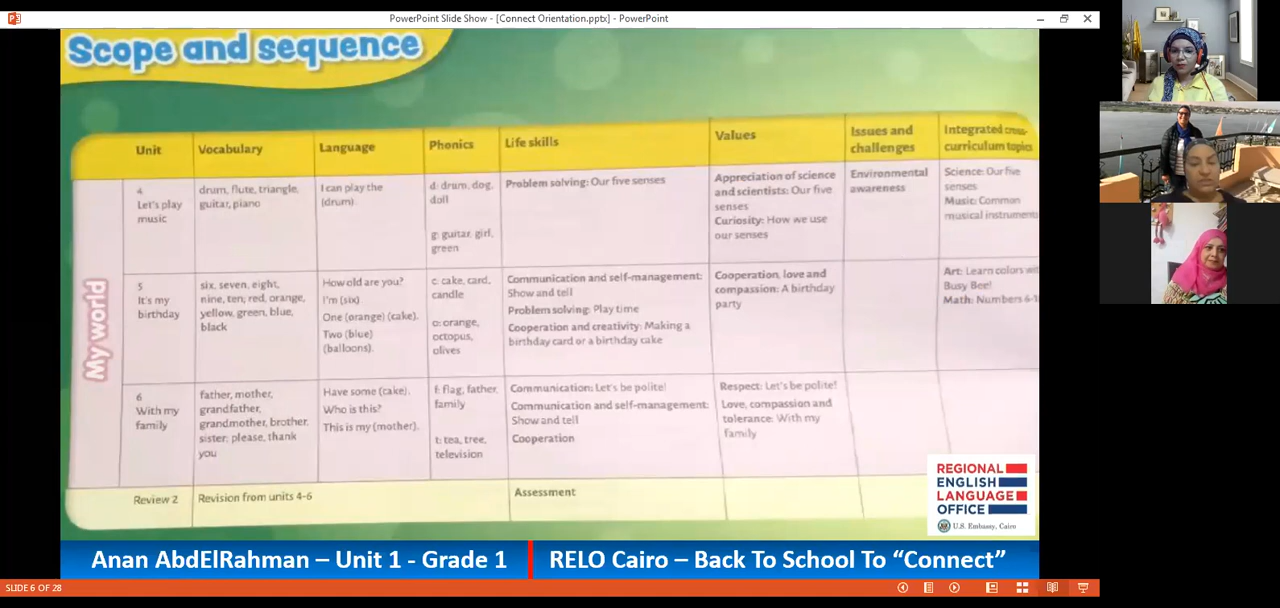 PowerPoint Slide Show - [Connect Orientation.pptx] - PowerPoint
Scope and sequence
Unit
Vocabulary
Language
Phonics
Life skills
Values
Issues and
challenges
Integrated cross-
curriculum topics
My world
4
Let's play
music
drum, flute, triangle,
guitar, piano
I can play the
(drum).
d: drum, dog,
doll
g: guitar, girl,
green
Problem solving: Our five senses
Appreciation of science
and scientists: Our five
senses
Curiosity: How we use
our senses
Environmental
awareness
Science: Our five
senses
Music: Common
musical instruments
5
It's my
birthday
six, seven, eight,
nine, ten, red, orange,
yellow, green, blue,
black
How old are you?
I'm (six)
One (orange) (cake).
Two (blue)
(balloons).
c: cake, card,
candle
o: orange,
octopus,
olives
Communication and self-management:
Show and tell
Problem solving: Play time
Cooperation and creativity: Making a
birthday card or a birthday cake
Cooperation, love and
compassion: A birthday
party
Art: Learn colors
Busy Bee!
Math: Numbers
6
With my
family
father, mother,
grandfather,
grandmother, brother,
sister; please, thank
you
Have some (cake).
Who is this?
This is my (mother).
f: flag, father,
family
t: tea, tree,
television
Communication: Let's be polite!
Communication and self-management:
Show and tell
Cooperation
Respect: Let's be polite!
Love, compassion and
tolerance: With my
family
Review 2
Revision from units 4-6
Assessment
REGIONAL
ENGLISH
LANGUAGE
OFFICE
U.S. Embassy, Cairo
Anan AbdElRahman – Unit 1 - Grade 1
RELO Cairo – Back To School To “Connect”
SLIDE 6 OF 28